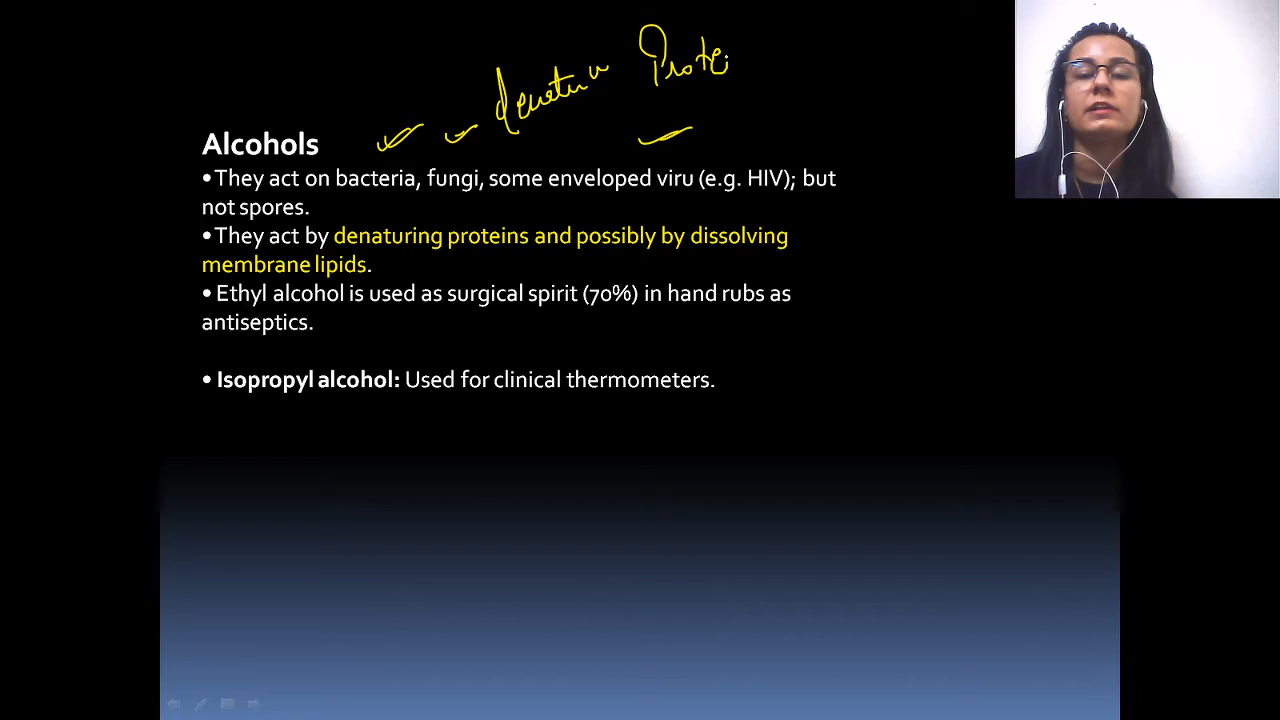 denatur Protei
Alcohols
•They act on bacteria, fungi, some enveloped viru (e.g. HIV); but
not spores.
•They act by denaturing proteins and possibly by dissolving
membrane lipids.
• Ethyl alcohol is used as surgical spirit (70%) in hand rubs as
antiseptics.
• Isopropyl alcohol: Used for clinical thermometers.